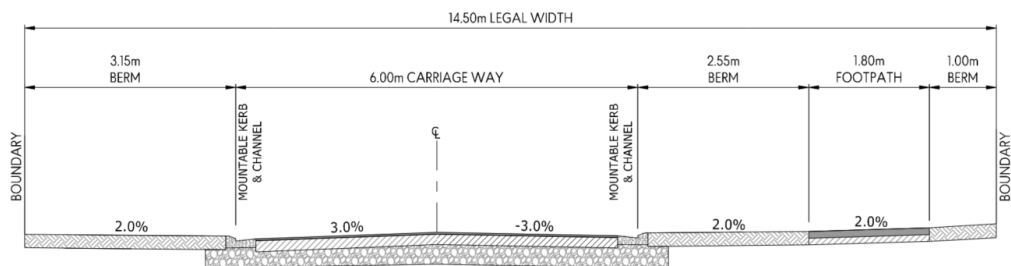 14.50m LEGAL WIDTH
3.15m
BERM
6.00m CARRIAGE WAY
2.55m
BERM
1.80m
FOOTPATH
1.00m
BERM
BOUNDARY
MOUNTABLE KERB
& CHANNEL
℄
MOUNTABLE KERB
& CHANNEL
BOUNDARY
2.0%
3.0%
-3.0%
2.0%
2.0%